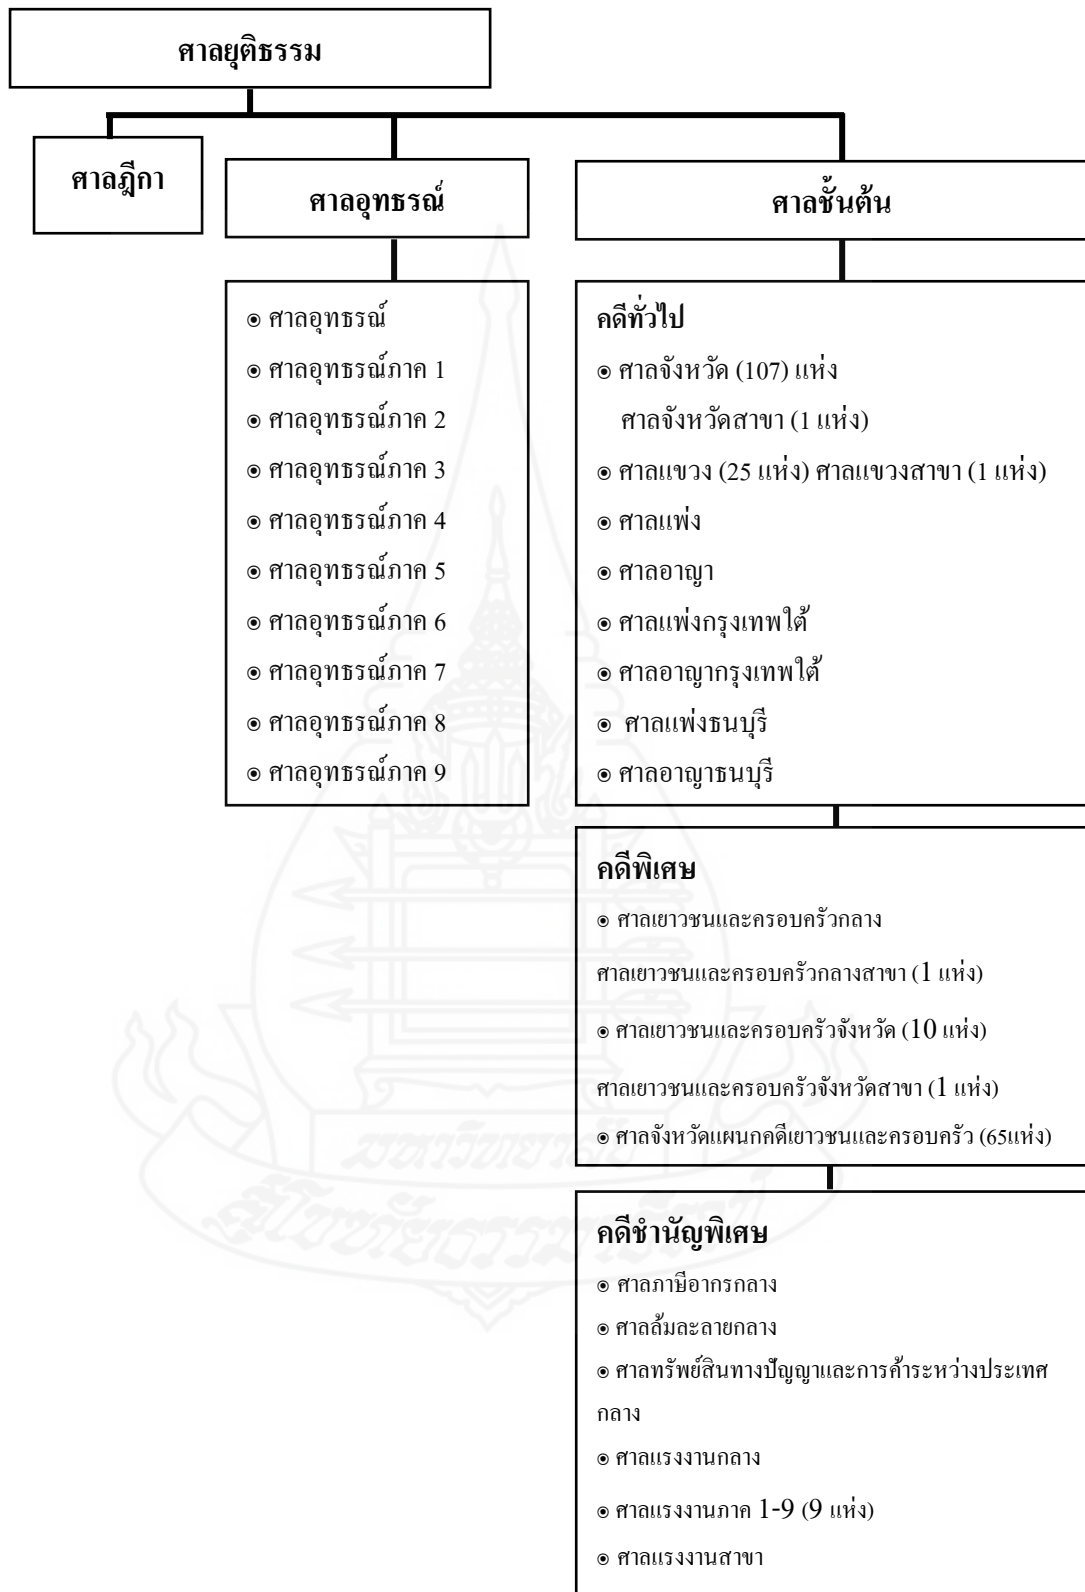 ศาลยุติธรรม
ศาลฎีกา
ศาลอุทธรณ์
ศาลชั้นต้น
๏ ศาลอุทธรณ์
๏ ศาลอุทธรณ์ภาค 1
๏ ศาลอุทธรณ์ภาค 2
๏ ศาลอุทธรณ์ภาค 3
๏ ศาลอุทธรณ์ภาค 4
๏ ศาลอุทธรณ์ภาค 5
๏ ศาลอุทธรณ์ภาค 6
๏ ศาลอุทธรณ์ภาค 7
๏ ศาลอุทธรณ์ภาค 8
๏ ศาลอุทธรณ์ภาค 9
คดีทั่วไป
๏ ศาลจังหวัด (107) แห่ง
ศาลจังหวัดสาขา (1 แห่ง)
๏ ศาลแขวง (25 แห่ง) ศาลแขวงสาขา (1 แห่ง)
๏ ศาลแพ่ง
๏ ศาลอาญา
๏ ศาลแพ่งกรุงเทพใต้
๏ ศาลอาญากรุงเทพใต้
๏ ศาลแพ่งธนบุรี
๏ ศาลอาญาธนบุรี
คดีพิเศษ
๏ ศาลเยาวชนและครอบครัวกลาง
ศาลเยาวชนและครอบครัวกลางสาขา (1 แห่ง)
๏ ศาลเยาวชนและครอบครัวจังหวัด (10 แห่ง)
ศาลเยาวชนและครอบครัวจังหวัดสาขา (1 แห่ง)
๏ ศาลจังหวัดแผนกคดีเยาวชนและครอบครัว (65แห่ง)
คดีชำนัญพิเศษ
๏ ศาลภาษีอากรกลาง
๏ ศาลล้มละลายกลาง
๏ ศาลทรัพย์สินทางปัญญาและการค้าระหว่างประเทศ
กลาง
๏ ศาลแรงงานกลาง
๏ ศาลแรงงานภาค 1-9 (9 แห่ง)
๏ ศาลแรงงานสาขา
มหาวิทยาลัย
สุโขทัยธรรมาธิราช